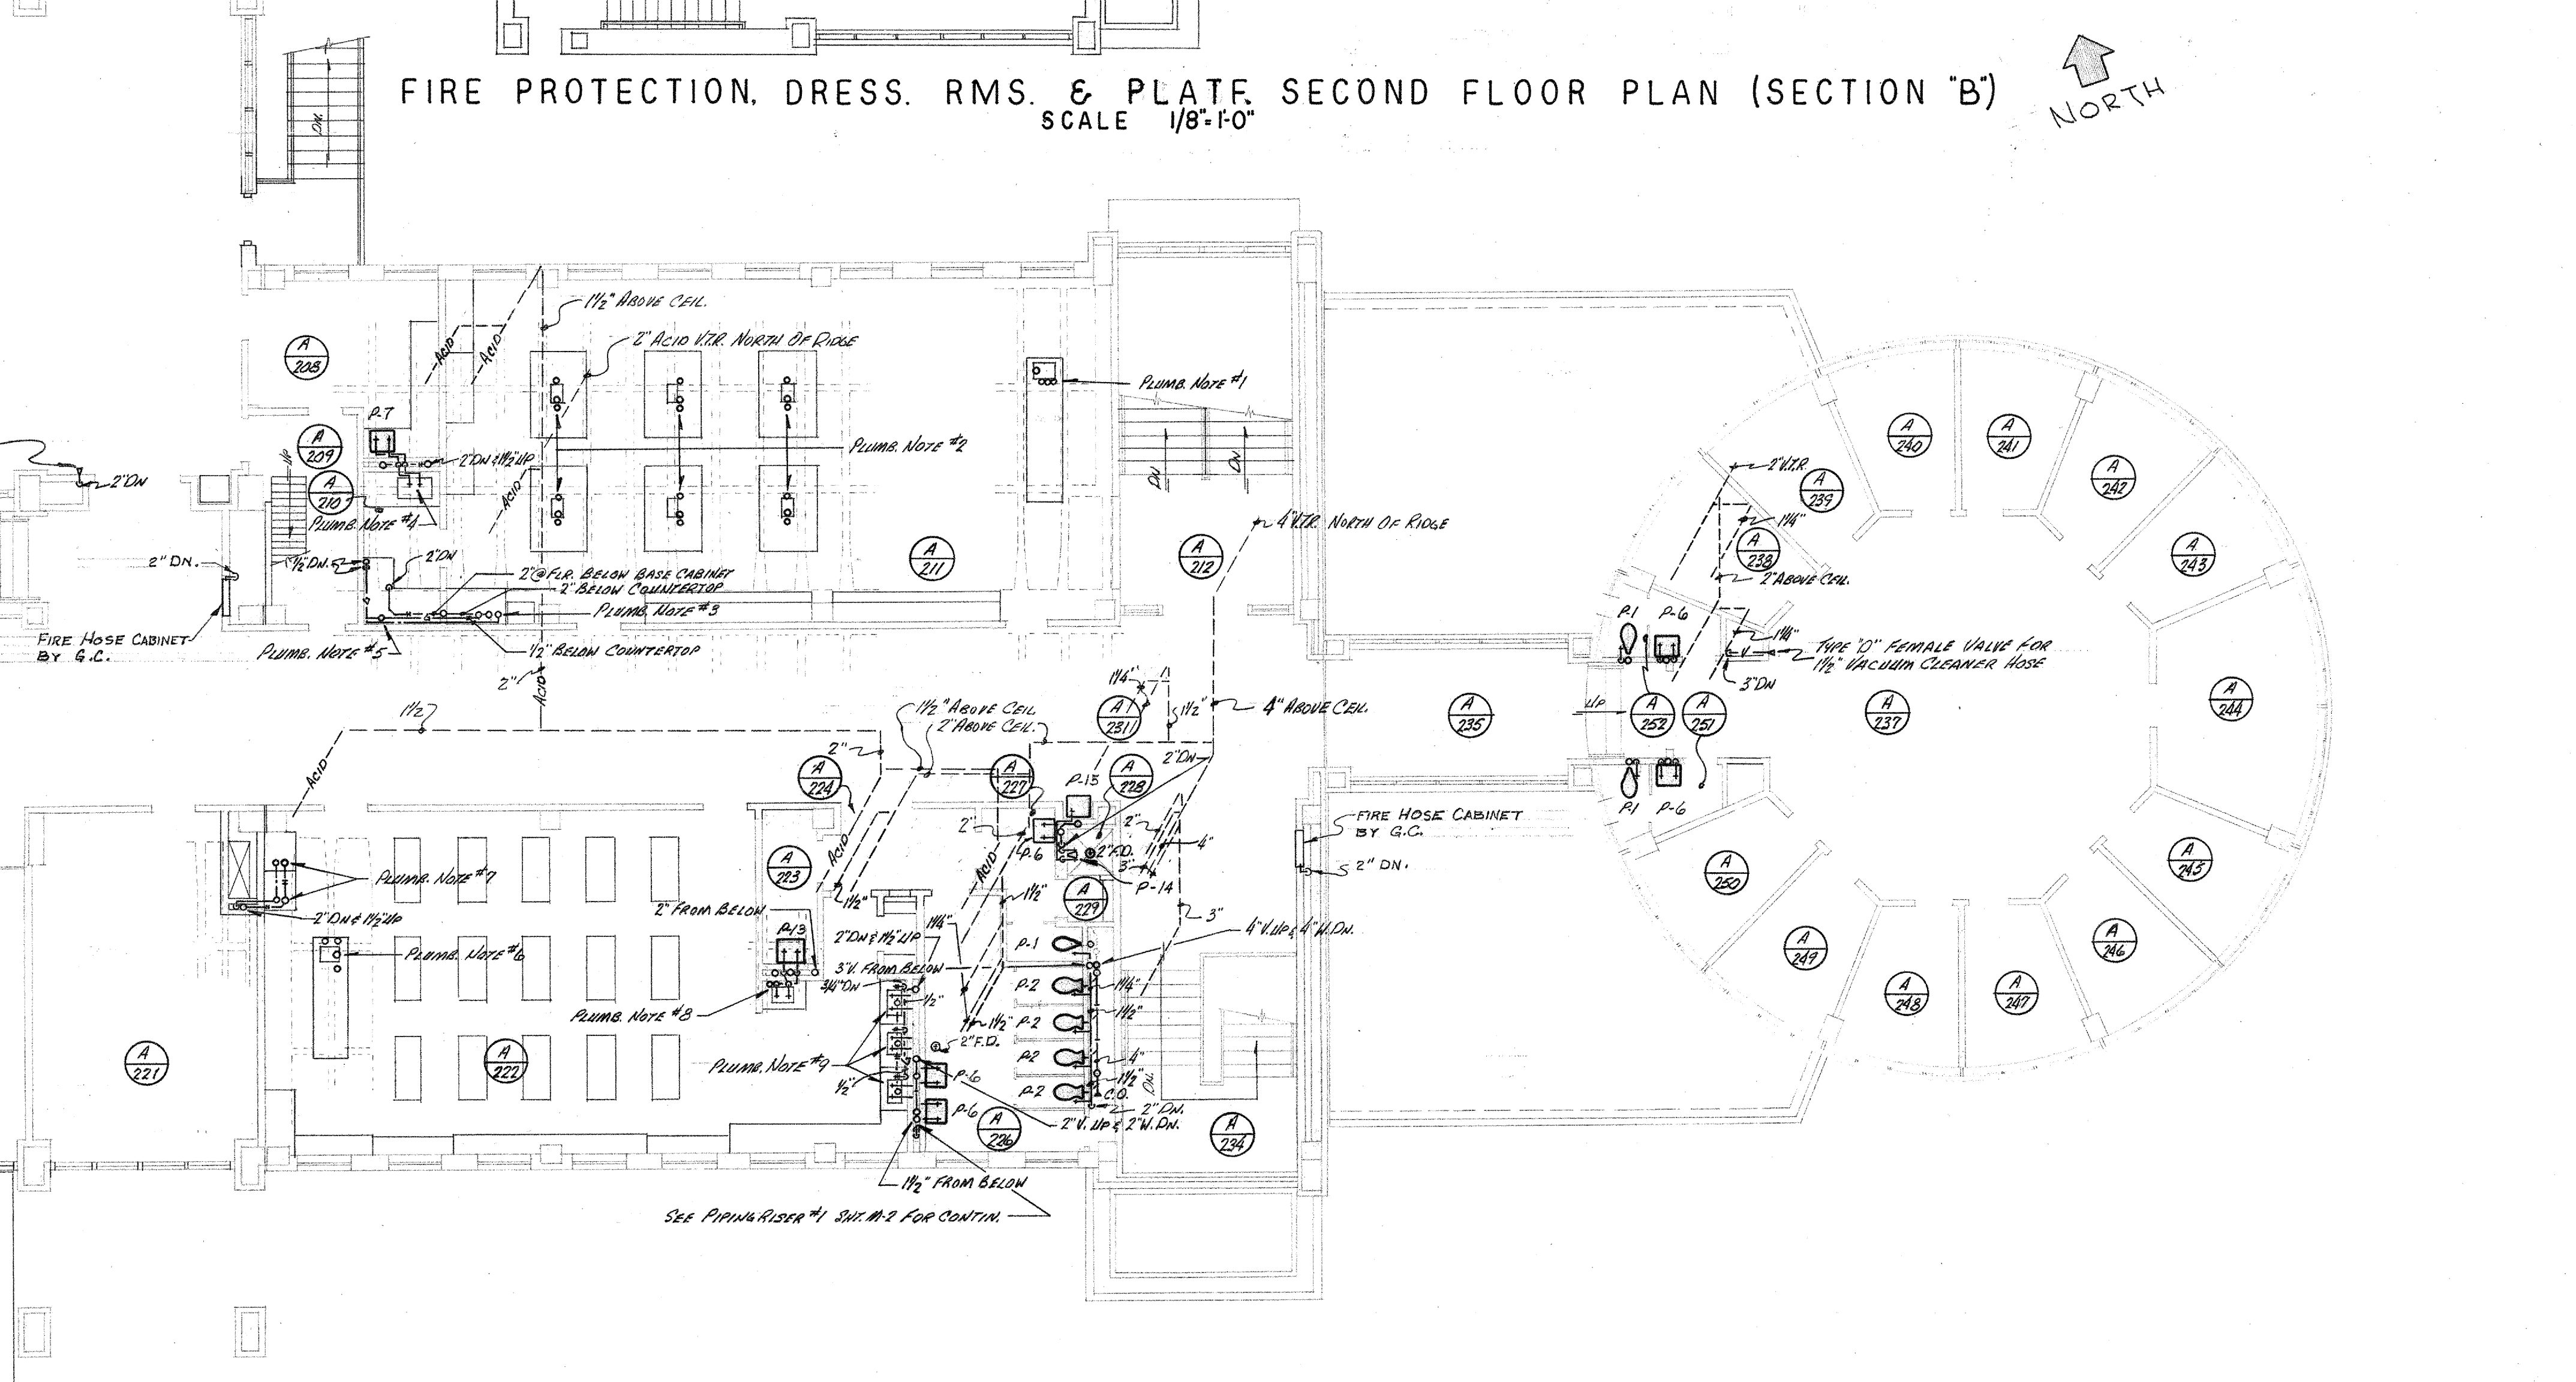 DN.
FIRE PROTECTION, DRESS. RMS. & PLATF. SECOND FLOOR PLAN (SECTION "B")
SCALE 1/8"=1'-0"
NORTH
1½" ABOVE CEIL.
2" ACID V.T.R. NORTH OF RIDGE
ACID
ACID
A
208
PLUMB. NOTE #1
P-7
A
209
UP
2" DN & 1½" UP
PLUMB. NOTE #2
2" DN
A
210
ACID
PLUMB. NOTE #4
DN
DN
4" V.T.R. NORTH OF RIDGE
2" DN.
1½" DN.
2" DN
2" @ FLR. BELOW BASE CABINET
2" BELOW COUNTERTOP
PLUMB. NOTE #3
A
211
A
212
FIRE HOSE CABINET
BY G.C.
PLUMB. NOTE #5
½" BELOW COUNTERTOP
2"
ACID
A
240
A
241
A
242
2" V.T.R.
A
239
1¼"
A
238
2" ABOVE CEIL.
A
243
P-1
P-6
1¼"
TYPE "D" FEMALE VALVE FOR
1½" VACUUM CLEANER HOSE
3" DN
1½
1½" ABOVE CEIL.
2" ABOVE CEIL.
1¼"
A
231
1½"
4" ABOVE CEIL.
A
235
UP
A
252
A
251
A
237
A
244
ACID
2"
A
224
A
227
P-15
A
228
2" DN
P-1
P-6
2"
P-6
2" F.D.
2"
4"
3"
P-14
FIRE HOSE CABINET
BY G.C.
2" DN.
ACID
ACID
A
223
PLUMB. NOTE #7
2" DN & 1½" UP
2" FROM BELOW
1½"
1½"
A
229
3"
A
250
A
245
P-13
2" DN & 1½" UP
1¼"
P-1
4" V. UP & 4" W. DN.
PLUMB. NOTE #6
3" V. FROM BELOW
A
249
A
246
¾" DN
½"
P-2
1¼"
A
248
A
247
PLUMB. NOTE #8
1½"
P-2
1½"
2" F.D.
A
221
A
222
PLUMB. NOTE #9
½"
P-6
P-2
4"
P-2
1½"
C.O.
DN.
2" DN.
P-6
A
226
2" V. UP & 2" W. DN.
A
234
1½" FROM BELOW
SEE PIPING RISER #1 SHT. M-2 FOR CONTIN.